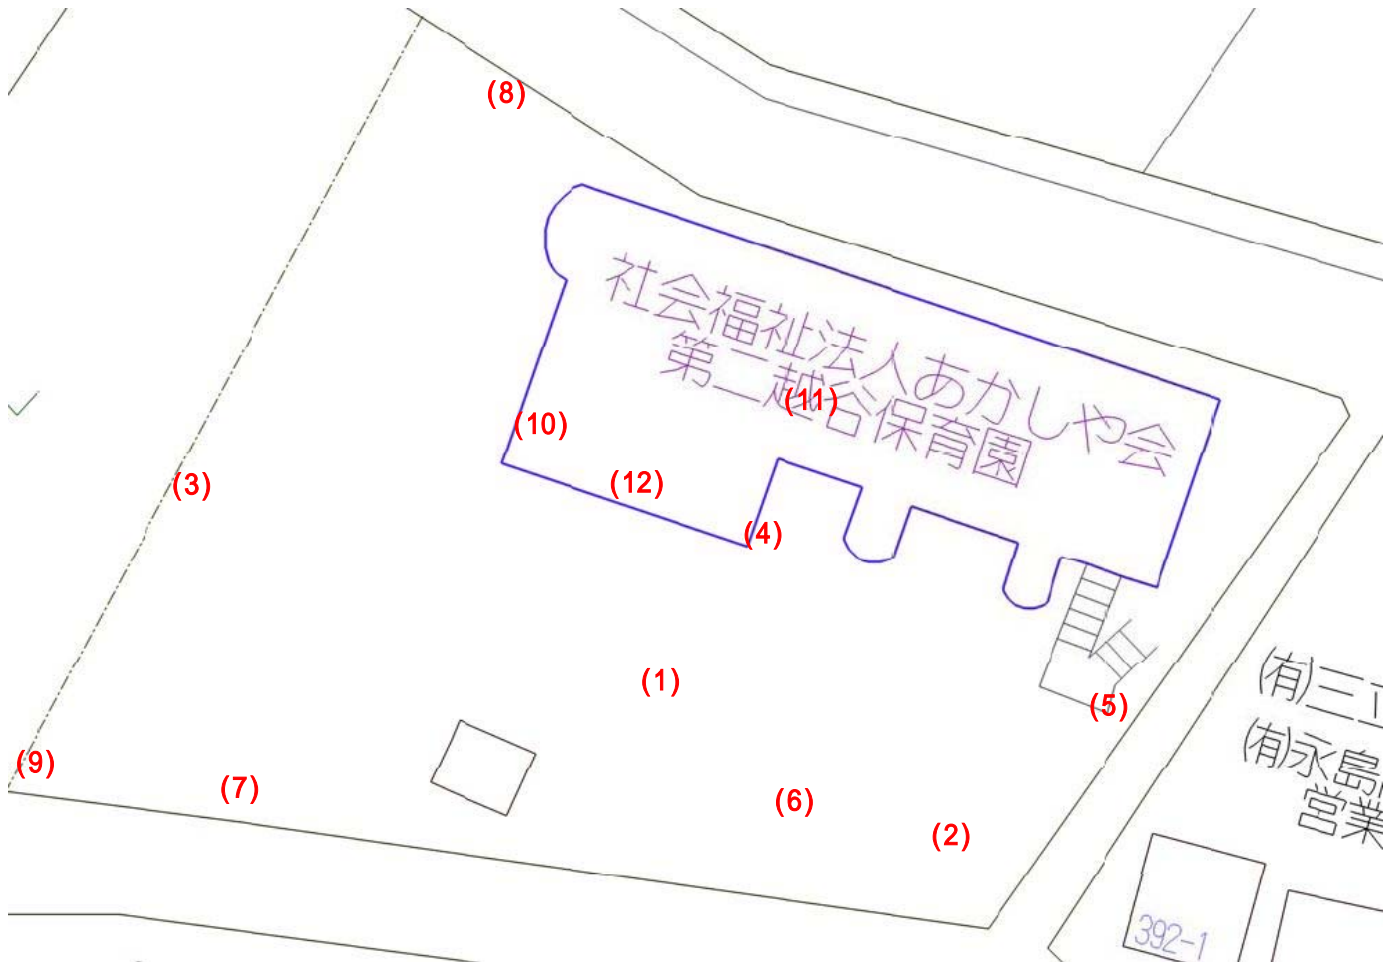 (8)
社会福祉法人あかしや会
第二越谷保育園
(11)
(10)
(12)
(3)
(4)
(1)
(5)
(9)
(7)
(6)
(2)
(有)三
(有)永島
営業
392-1